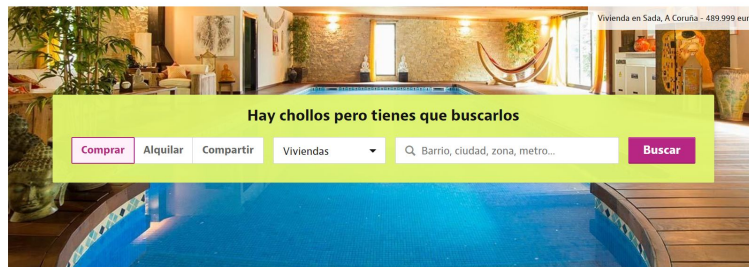 Vivienda en Sada, A Coruña - 489.999 eur
Hay chollos pero tienes que buscarlos
Comprar Alquilar Compartir Viviendas Barrio, ciudad, zona, metro... Buscar